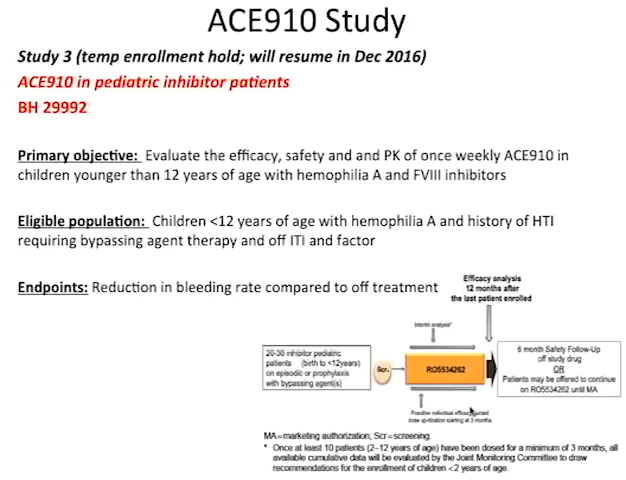 ACE910 Study
Study 3 (temp enrollment hold; will resume in Dec 2016)
ACE910 in pediatric inhibitor patients
BH 29992
Primary objective: Evaluate the efficacy, safety and and PK of once weekly ACE910 in
children younger than 12 years of age with hemophilia A and FVIII inhibitors
Eligible population: Children <12 years of age with hemophilia A and history of HTI
requiring bypassing agent therapy and off ITI and factor
Endpoints: Reduction in bleeding rate compared to off treatment
Efficacy analysis
12 months after
the last patient enrolled
Interim analysis*
20-30 inhibitor pediatric
patients (birth to <12years)
on episodic or prophylaxis
with bypassing agent(s)
Scr.
RO5534262
6 month Safety Follow-Up
off study drug
OR
Patients may be offered to continue
on RO5534262 until MA
Possible individual efficacy
dose up-titration starting at 3 months
MA=marketing authorization; Scr=screening.
* Once at least 10 patients (2–12 years of age) have been dosed for a minimum of 3 months, all
available cumulative data will be evaluated by the Joint Monitoring Committee to draw
recommendations for the enrollment of children <2 years of age.